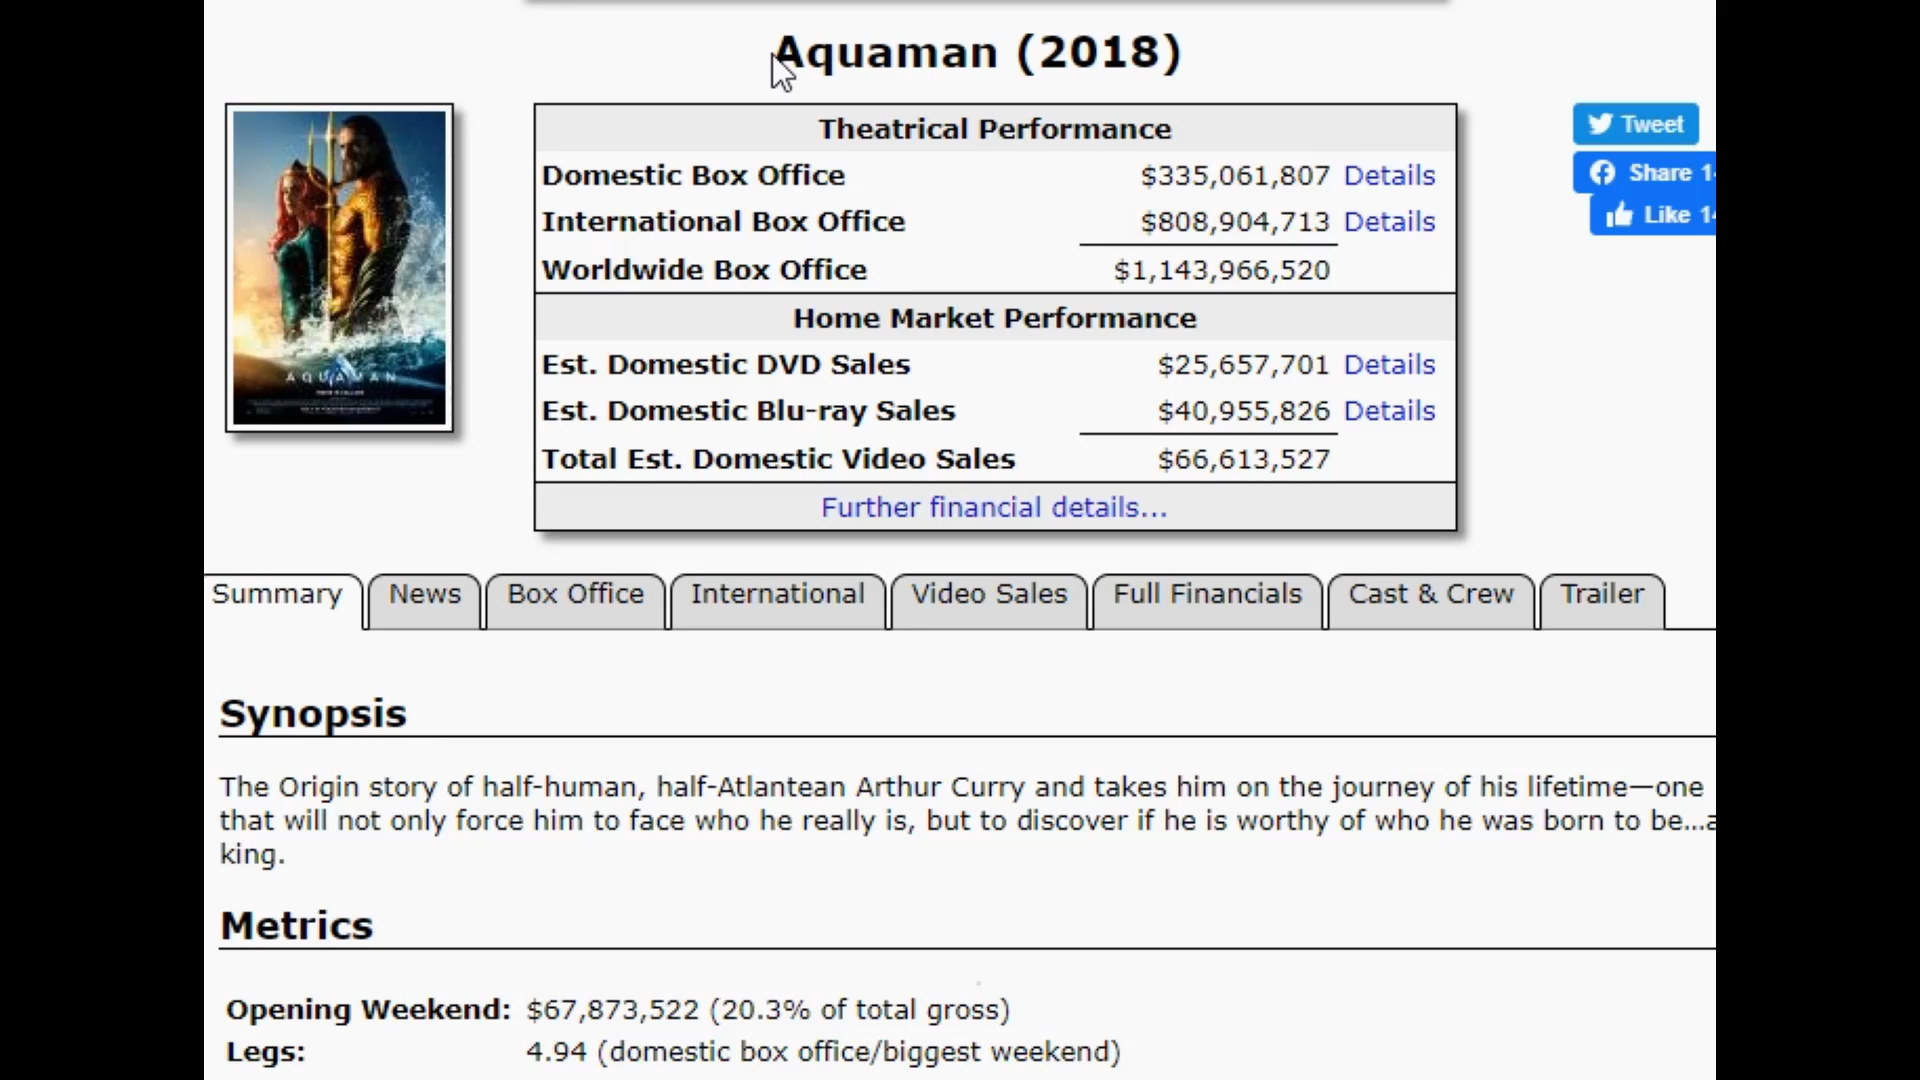 Aquaman (2018)
Theatrical Performance
Domestic Box Office $335,061,807 Details
International Box Office $808,904,713 Details
Worldwide Box Office $1,143,966,520
Home Market Performance
Est. Domestic DVD Sales $25,657,701 Details
Est. Domestic Blu-ray Sales $40,955,826 Details
Total Est. Domestic Video Sales $66,613,527
Further financial details...
AQUAMAN
Tweet
Share
Like
Summary News Box Office International Video Sales Full Financials Cast & Crew Trailer
Synopsis
The Origin story of half-human, half-Atlantean Arthur Curry and takes him on the journey of his lifetime—one
that will not only force him to face who he really is, but to discover if he is worthy of who he was born to be…a
king.
Metrics
Opening Weekend: $67,873,522 (20.3% of total gross)
Legs: 4.94 (domestic box office/biggest weekend)